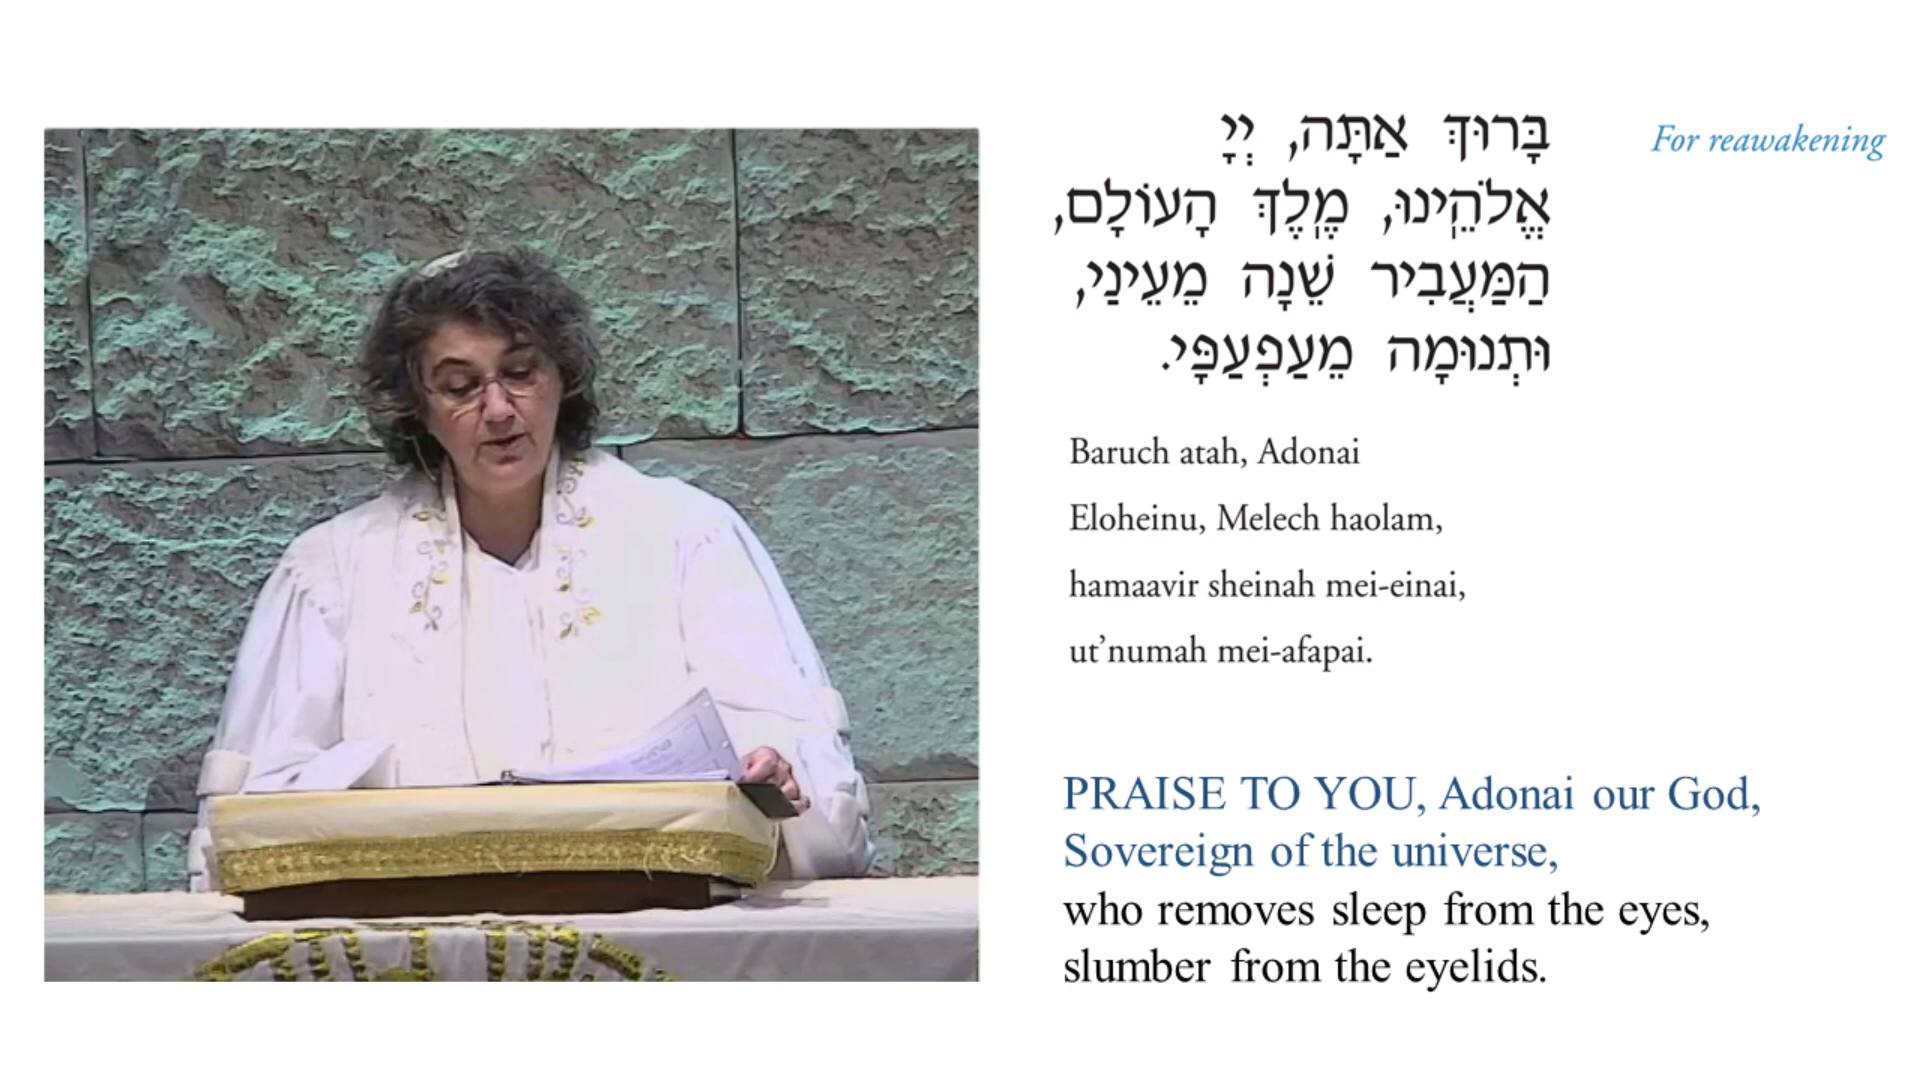 בָּרוּךְ אַתָּה, יְיָ
אֱלֹהֵֽינוּ, מֶֽלֶךְ הָעוֹלָם,
הַמַּעֲבִיר שֵׁנָה מֵעֵינַי,
וּתְנוּמָה מֵעַפְעַפָּי.
For reawakening
Baruch atah, Adonai
Eloheinu, Melech haolam,
hamaavir sheinah mei-einai,
ut’numah mei-afapai.
PRAISE TO YOU, Adonai our God,
Sovereign of the universe,
who removes sleep from the eyes,
slumber from the eyelids.